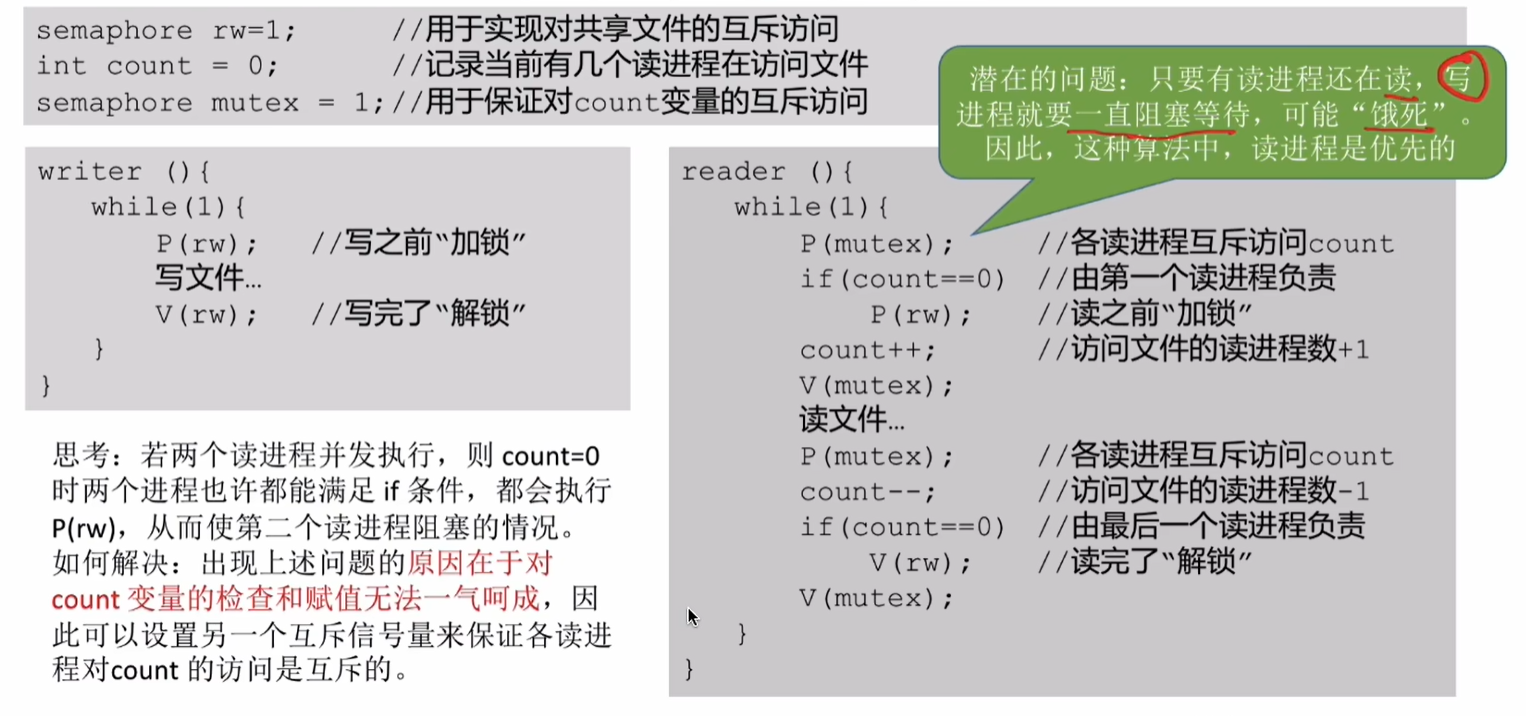 semaphore rw=1; //用于实现对共享文件的互斥访问
int count = 0; //记录当前有几个读进程在访问文件
semaphore mutex = 1;//用于保证对count变量的互斥访问
潜在的问题：只要有读进程还在读，写
进程就要一直阻塞等待，可能“饿死”。
因此，这种算法中，读进程是优先的
writer (){
while(1){
P(rw); //写之前“加锁”
写文件…
V(rw); //写完了“解锁”
}
}
思考：若两个读进程并发执行，则 count=0
时两个进程也许都能满足 if 条件，都会执行
P(rw)，从而使第二个读进程阻塞的情况。
如何解决：出现上述问题的原因在于对
count 变量的检查和赋值无法一气呵成，因
此可以设置另一个互斥信号量来保证各读进
程对count 的访问是互斥的。
reader (){
while(1){
P(mutex); //各读进程互斥访问count
if(count==0) //由第一个读进程负责
P(rw); //读之前“加锁”
count++; //访问文件的读进程数+1
V(mutex);
读文件…
P(mutex); //各读进程互斥访问count
count--; //访问文件的读进程数-1
if(count==0) //由最后一个读进程负责
V(rw); //读完了“解锁”
V(mutex);
}
}